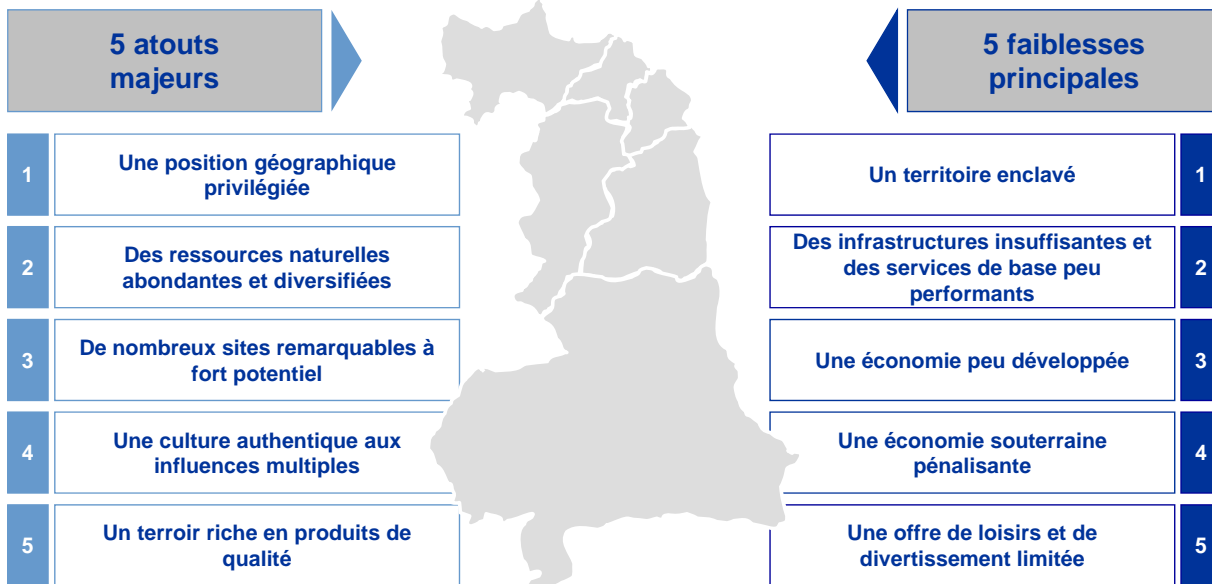 5 atouts
majeurs
1
Une position géographique
privilégiée
2
Des ressources naturelles
abondantes et diversifiées
3
De nombreux sites remarquables à
fort potentiel
4
Une culture authentique aux
influences multiples
5
Un terroir riche en produits de
qualité
5 faiblesses
principales
Un territoire enclavé
1
Des infrastructures insuffisantes et
des services de base peu
performants
2
Une économie peu développée
3
Une économie souterraine
pénalisante
4
Une offre de loisirs et de
divertissement limitée
5